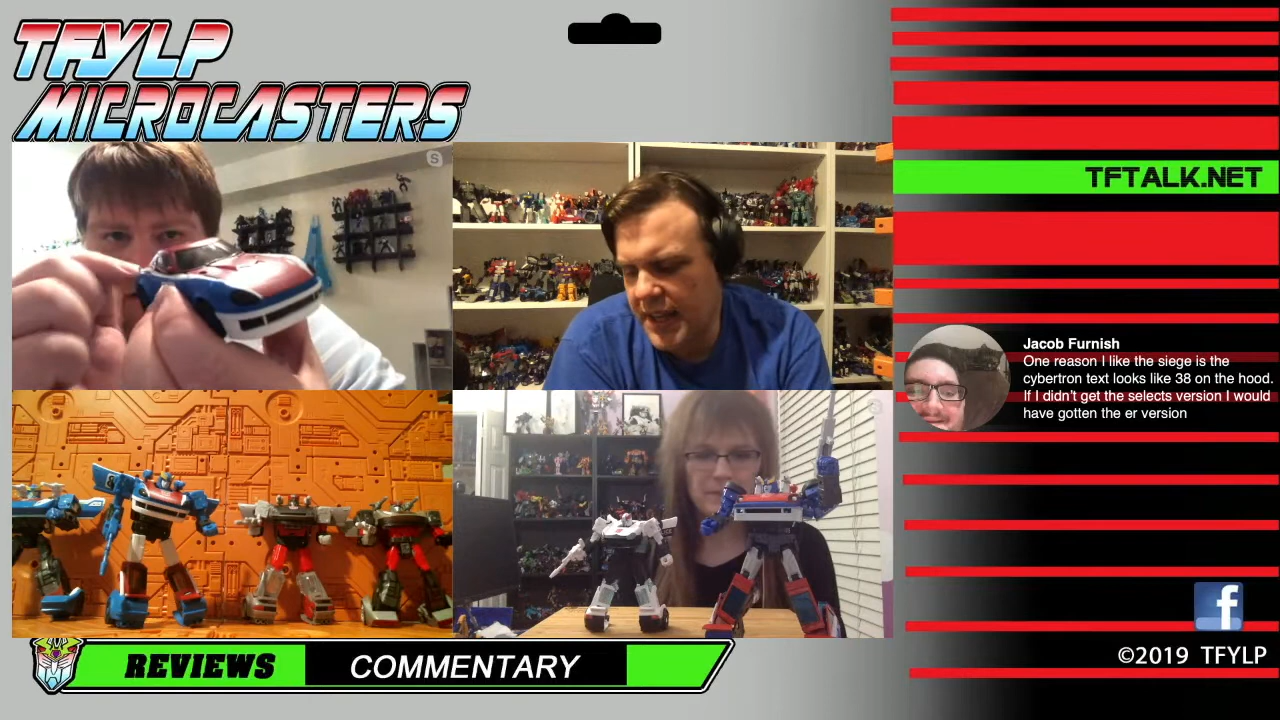 TFYLP
MICROCASTERS
TFTALK.NET
Jacob Furnish
One reason I like the siege is the
cybertron text looks like 38 on the hood.
If I didn't get the selects version I would
have gotten the er version
©2019 TFYLP
REVIEWS
COMMENTARY